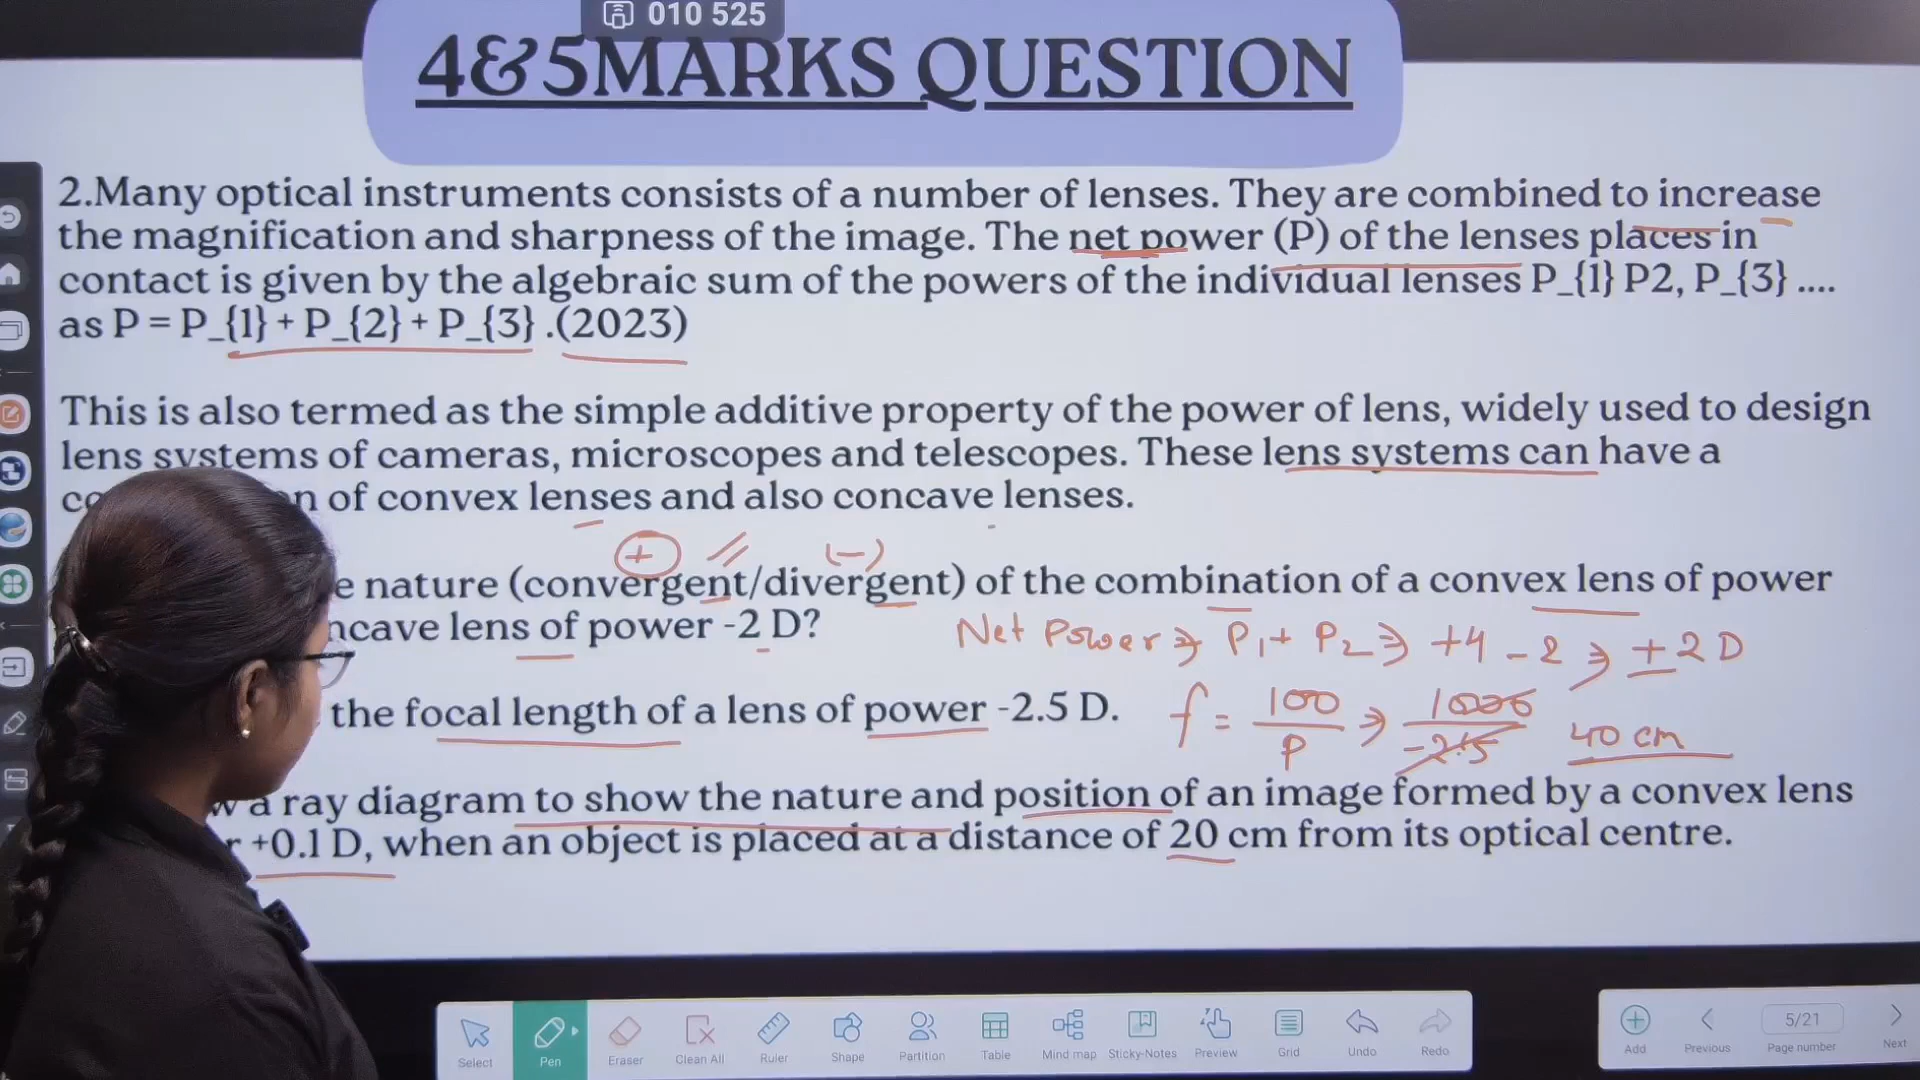 010 525
4&5MARKS QUESTION
2.Many optical instruments consists of a number of lenses. They are combined to increase
the magnification and sharpness of the image. The net power (P) of the lenses places in
contact is given by the algebraic sum of the powers of the individual lenses P_{1} P2, P_{3} ....
as P = P_{1} + P_{2} + P_{3} .(2023)
This is also termed as the simple additive property of the power of lens, widely used to design
lens systems of cameras, microscopes and telescopes. These lens systems can have a
of convex lenses and also concave lenses.
+ (-)
nature (convergent/divergent) of the combination of a convex lens of power
lens of power -2 D?
Net Power ⇒ P1 + P2 ⇒ +4 - 2 ⇒ +2 D
the focal length of a lens of power -2.5 D.
f = 100/P ⇒ 1000/-2.5 40 cm
a ray diagram to show the nature and position of an image formed by a convex lens
+0.1 D, when an object is placed at a distance of 20 cm from its optical centre.
Select Pen Eraser Clean All Ruler Shape Partition Table Mind map Sticky-Notes Preview Grid Undo Redo
Add Previous 5/21 Page number Next